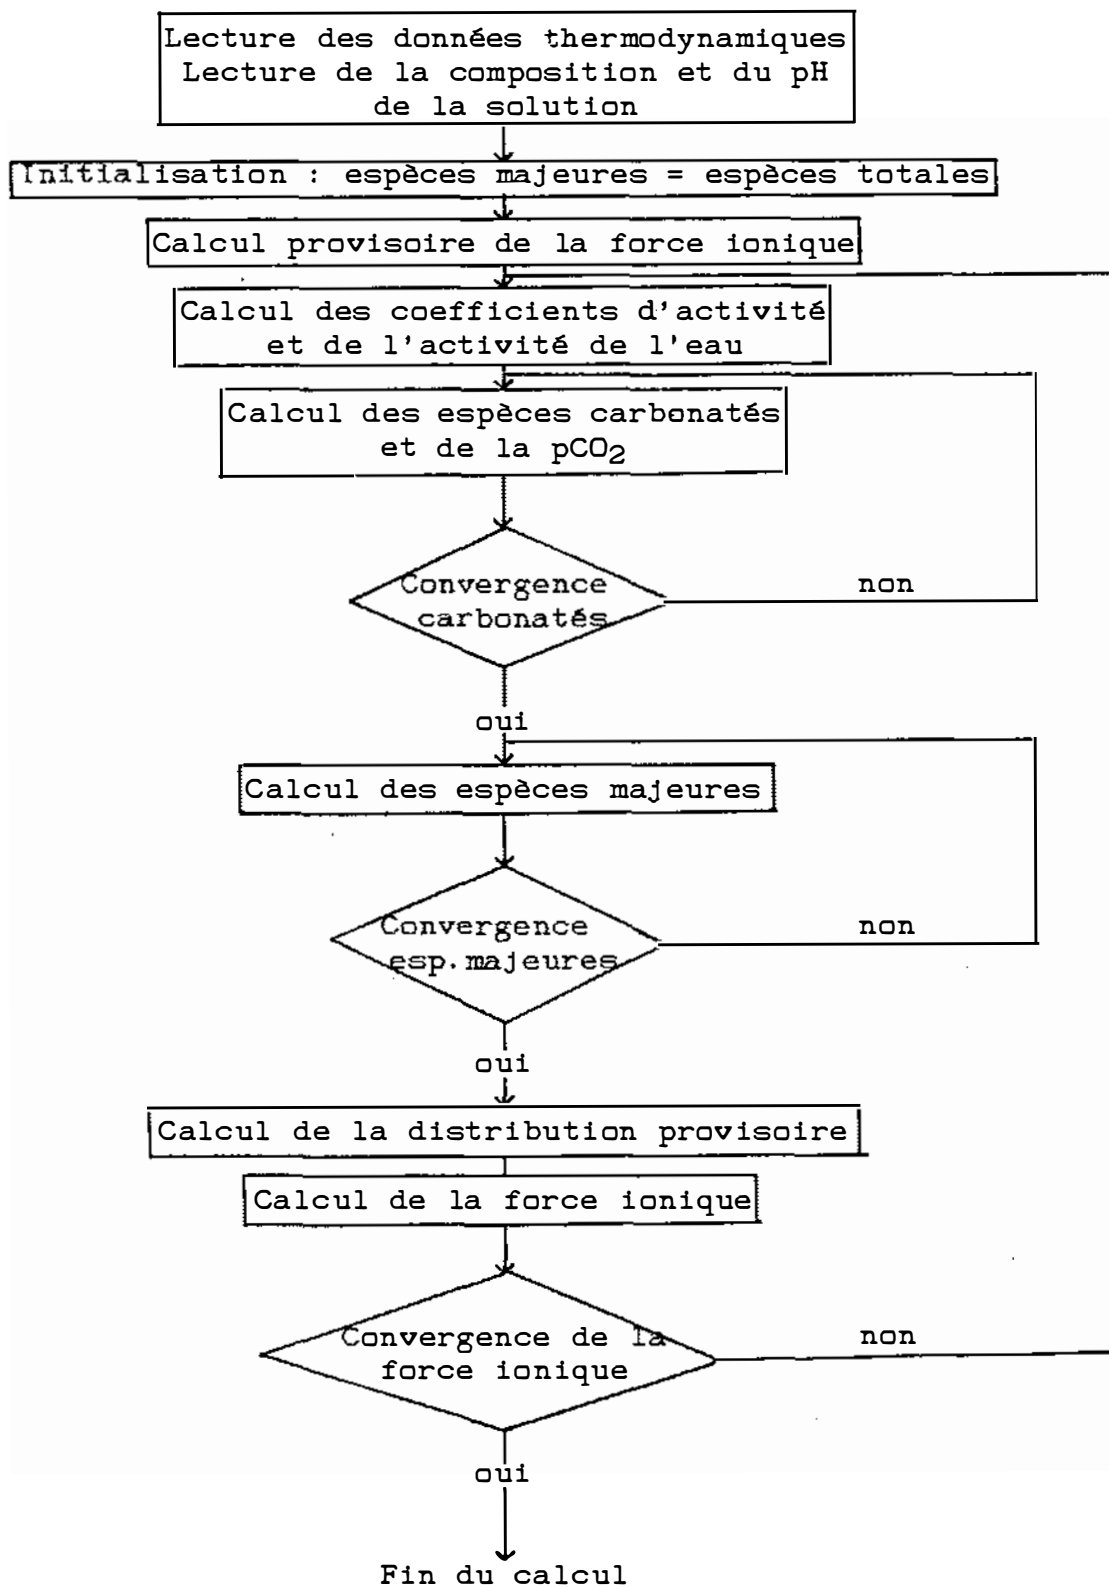 Lecture des données thermodynamiques
Lecture de la composition et du pH
de la solution
Initialisation : espèces majeures = espèces totales
Calcul provisoire de la force ionique
Calcul des coefficients d'activité
et de l'activité de l'eau
Calcul des espèces carbonatés
et de la pCO2
Convergence
carbonatés
non
oui
Calcul des espèces majeures
Convergence
esp.majeures
non
oui
Calcul de la distribution provisoire
Calcul de la force ionique
Convergence de la
force ionique
non
oui
Fin du calcul